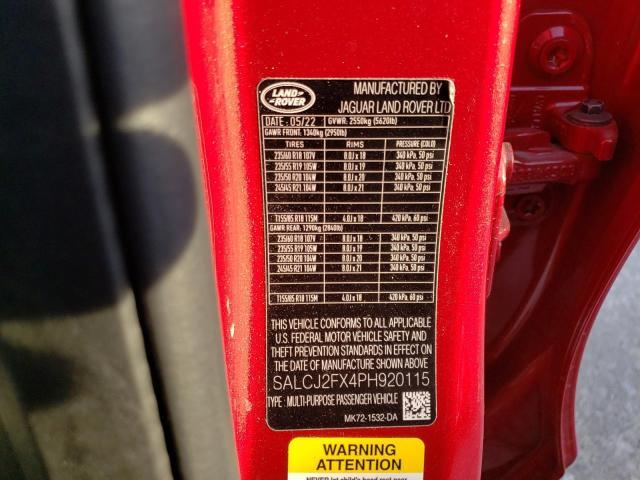 LAND-
ROVER
MANUFACTURED BY
JAGUAR LAND ROVER LTD
DATE : 05/22 GVWR: 2550kg (5620lb)
GAWR FRONT: 1340kg (2950lb)
TIRES RIMS PRESSURE (COLD)
235/60 R18 107V 8.0J x 18 340 kPa, 50 psi
235/55 R19 105W 8.0J x 19 340 kPa, 50 psi
235/50 R20 104W 8.0J x 20 340 kPa, 50 psi
245/45 R21 104W 8.0J x 21 340 kPa, 50 psi
T155/85 R18 115M 4.0J x 18 420 kPa, 60 psi
GAWR REAR: 1290kg (2840lb)
235/60 R18 107V 8.0J x 18 340 kPa, 50 psi
235/55 R19 105W 8.0J x 19 340 kPa, 50 psi
235/50 R20 104W 8.0J x 20 340 kPa, 50 psi
245/45 R21 104W 8.0J x 21 340 kPa, 50 psi
T155/85 R18 115M 4.0J x 18 420 kPa, 60 psi
THIS VEHICLE CONFORMS TO ALL APPLICABLE
U.S. FEDERAL MOTOR VEHICLE SAFETY AND
THEFT PREVENTION STANDARDS IN EFFECT ON
THE DATE OF MANUFACTURE SHOWN ABOVE
SALCJ2FX4PH920115
TYPE : MULTI-PURPOSE PASSENGER VEHICLE
MK72-1532-DA
WARNING
ATTENTION